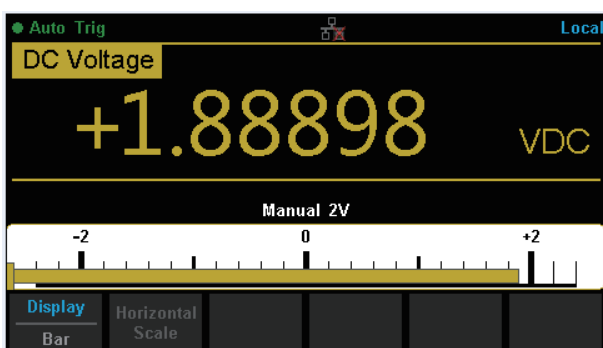 Auto Trig Local
DC Voltage
+1.88898 VDC
Manual 2V
-2 0 +2
Display Horizontal
Bar Scale